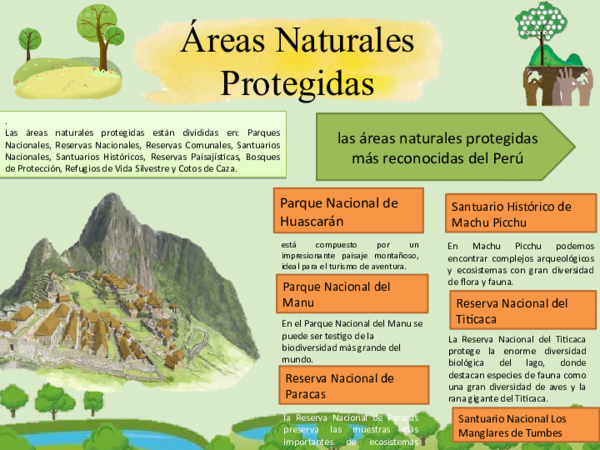 Áreas Naturales
Protegidas
.
Las áreas naturales protegidas están divididas en: Parques
Nacionales, Reservas Nacionales, Reservas Comunales, Santuarios
Nacionales, Santuarios Históricos, Reservas Paisajísticas, Bosques
de Protección, Refugios de Vida Silvestre y Cotos de Caza.
las áreas naturales protegidas
más reconocidas del Perú
Parque Nacional de
Huascarán
está compuesto por un
impresionante paisaje montañoso,
ideal para el turismo de aventura.
Parque Nacional del
Manu
En el Parque Nacional del Manu se
puede ser testigo de la
biodiversidad más grande del
mundo.
Reserva Nacional de
Paracas
la Reserva Nacional de Paracas
preserva las muestras más
importantes de ecosistemas
Santuario Histórico de
Machu Picchu
En Machu Picchu podemos
encontrar complejos arqueológicos
y ecosistemas con gran diversidad
de flora y fauna.
Reserva Nacional del
Titicaca
La Reserva Nacional del Titicaca
protege la enorme diversidad
biológica del lago, donde
destacan especies de fauna como
una gran diversidad de aves y la
rana gigante del Titicaca.
Santuario Nacional Los
Manglares de Tumbes